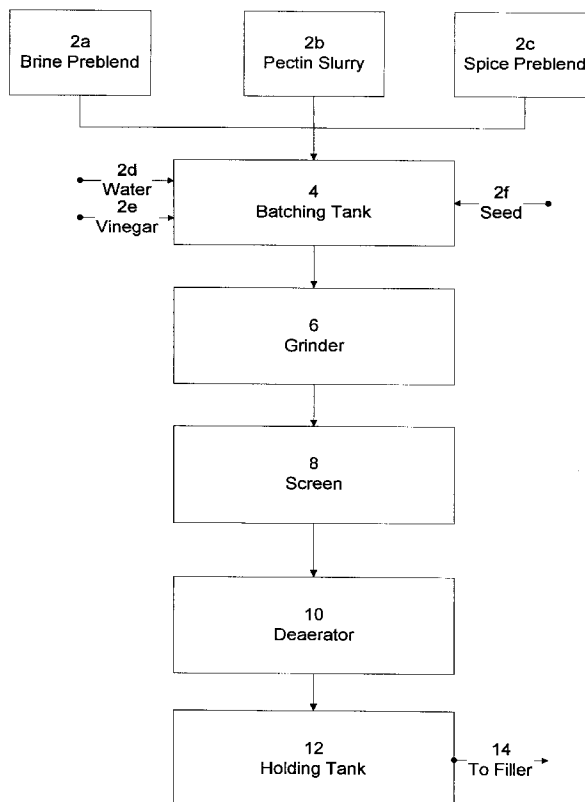 2a
Brine Preblend
2b
Pectin Slurry
2c
Spice Preblend
2d
Water
2e
Vinegar
4
Batching Tank
2f
Seed
6
Grinder
8
Screen
10
Deaerator
12
Holding Tank
14
To Filler